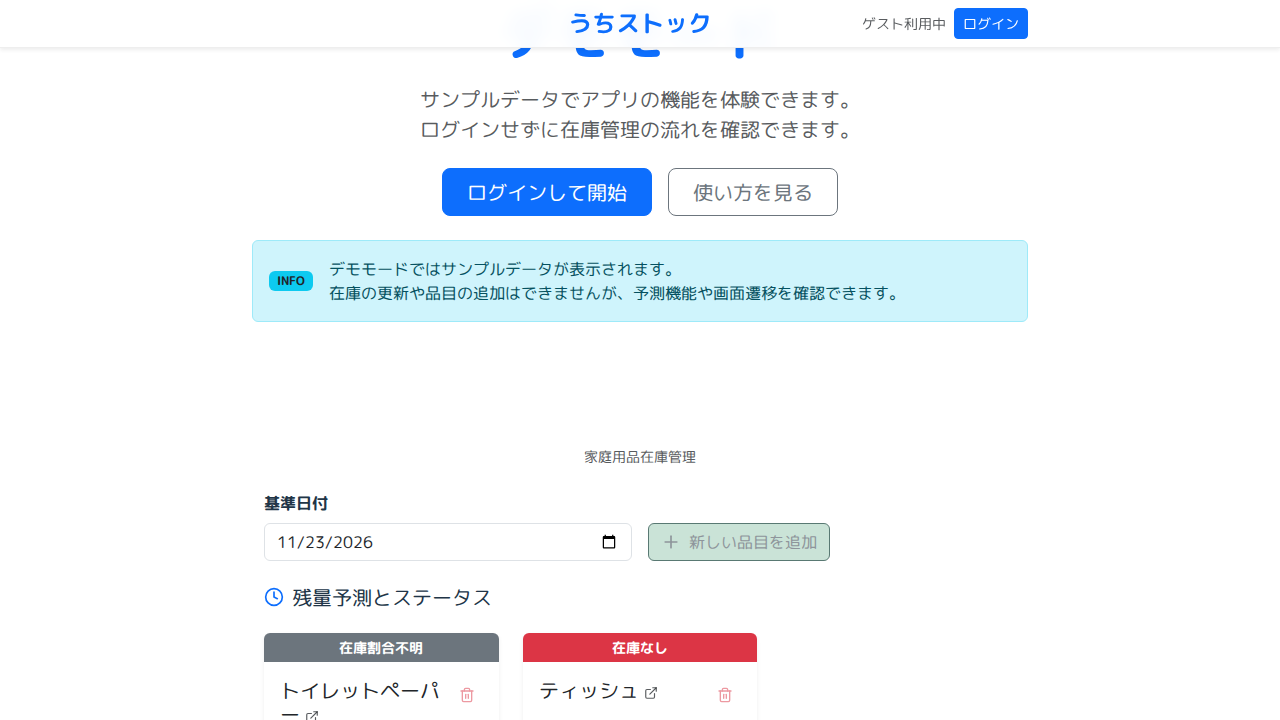 うちストック
ゲスト利用中
ログイン
サンプルデータでアプリの機能を体験できます。
ログインせずに在庫管理の流れを確認できます。
ログインして開始
使い方を見る
INFO
デモモードではサンプルデータが表示されます。
在庫の更新や品目の追加はできませんが、予測機能や画面遷移を確認できます。
家庭用品在庫管理
基準日付
11/23/2026
新しい品目を追加
残量予測とステータス
在庫割合不明
在庫なし
トイレットペーパ
ー
ティッシュ